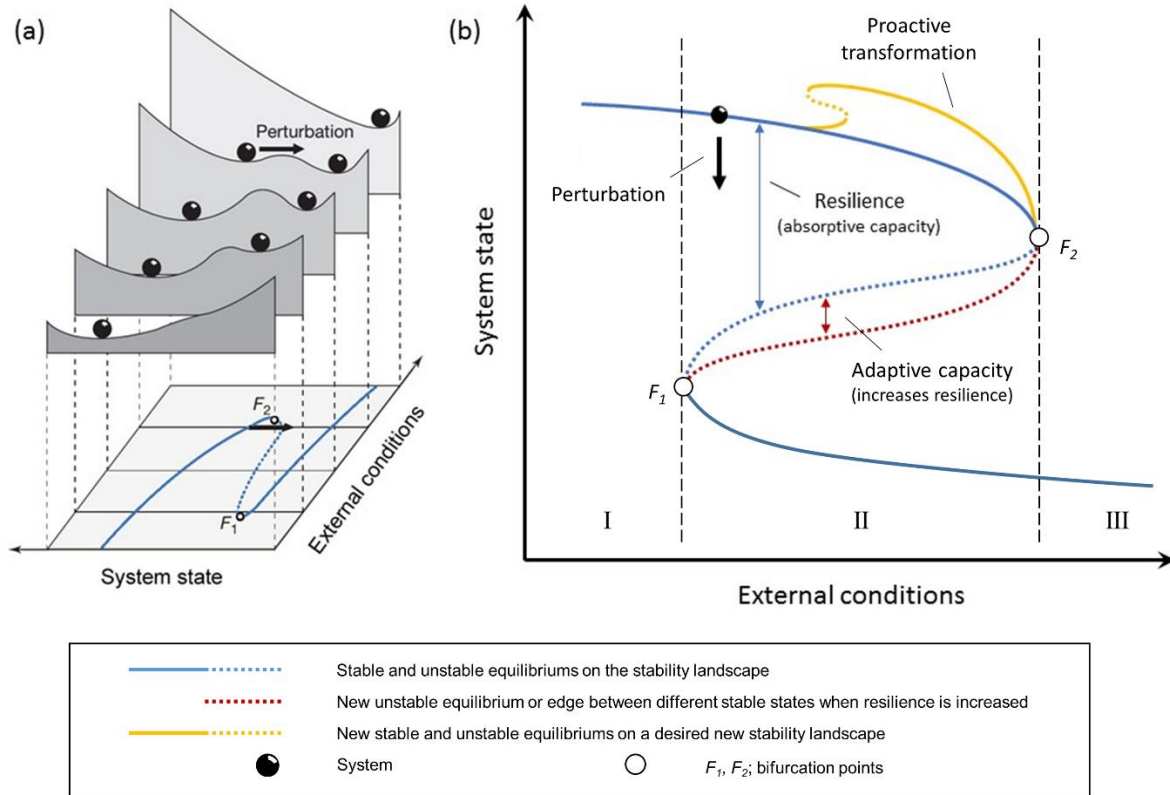 (a)
Perturbation
F2
F1
External conditions
System state
(b)
System state
Proactive
transformation
Perturbation
Resilience
(absorptive capacity)
F2
Adaptive capacity
(increases resilience)
F1
I
II
III
External conditions
Stable and unstable equilibriums on the stability landscape
New unstable equilibrium or edge between different stable states when resilience is increased
New stable and unstable equilibriums on a desired new stability landscape
System
F1, F2; bifurcation points